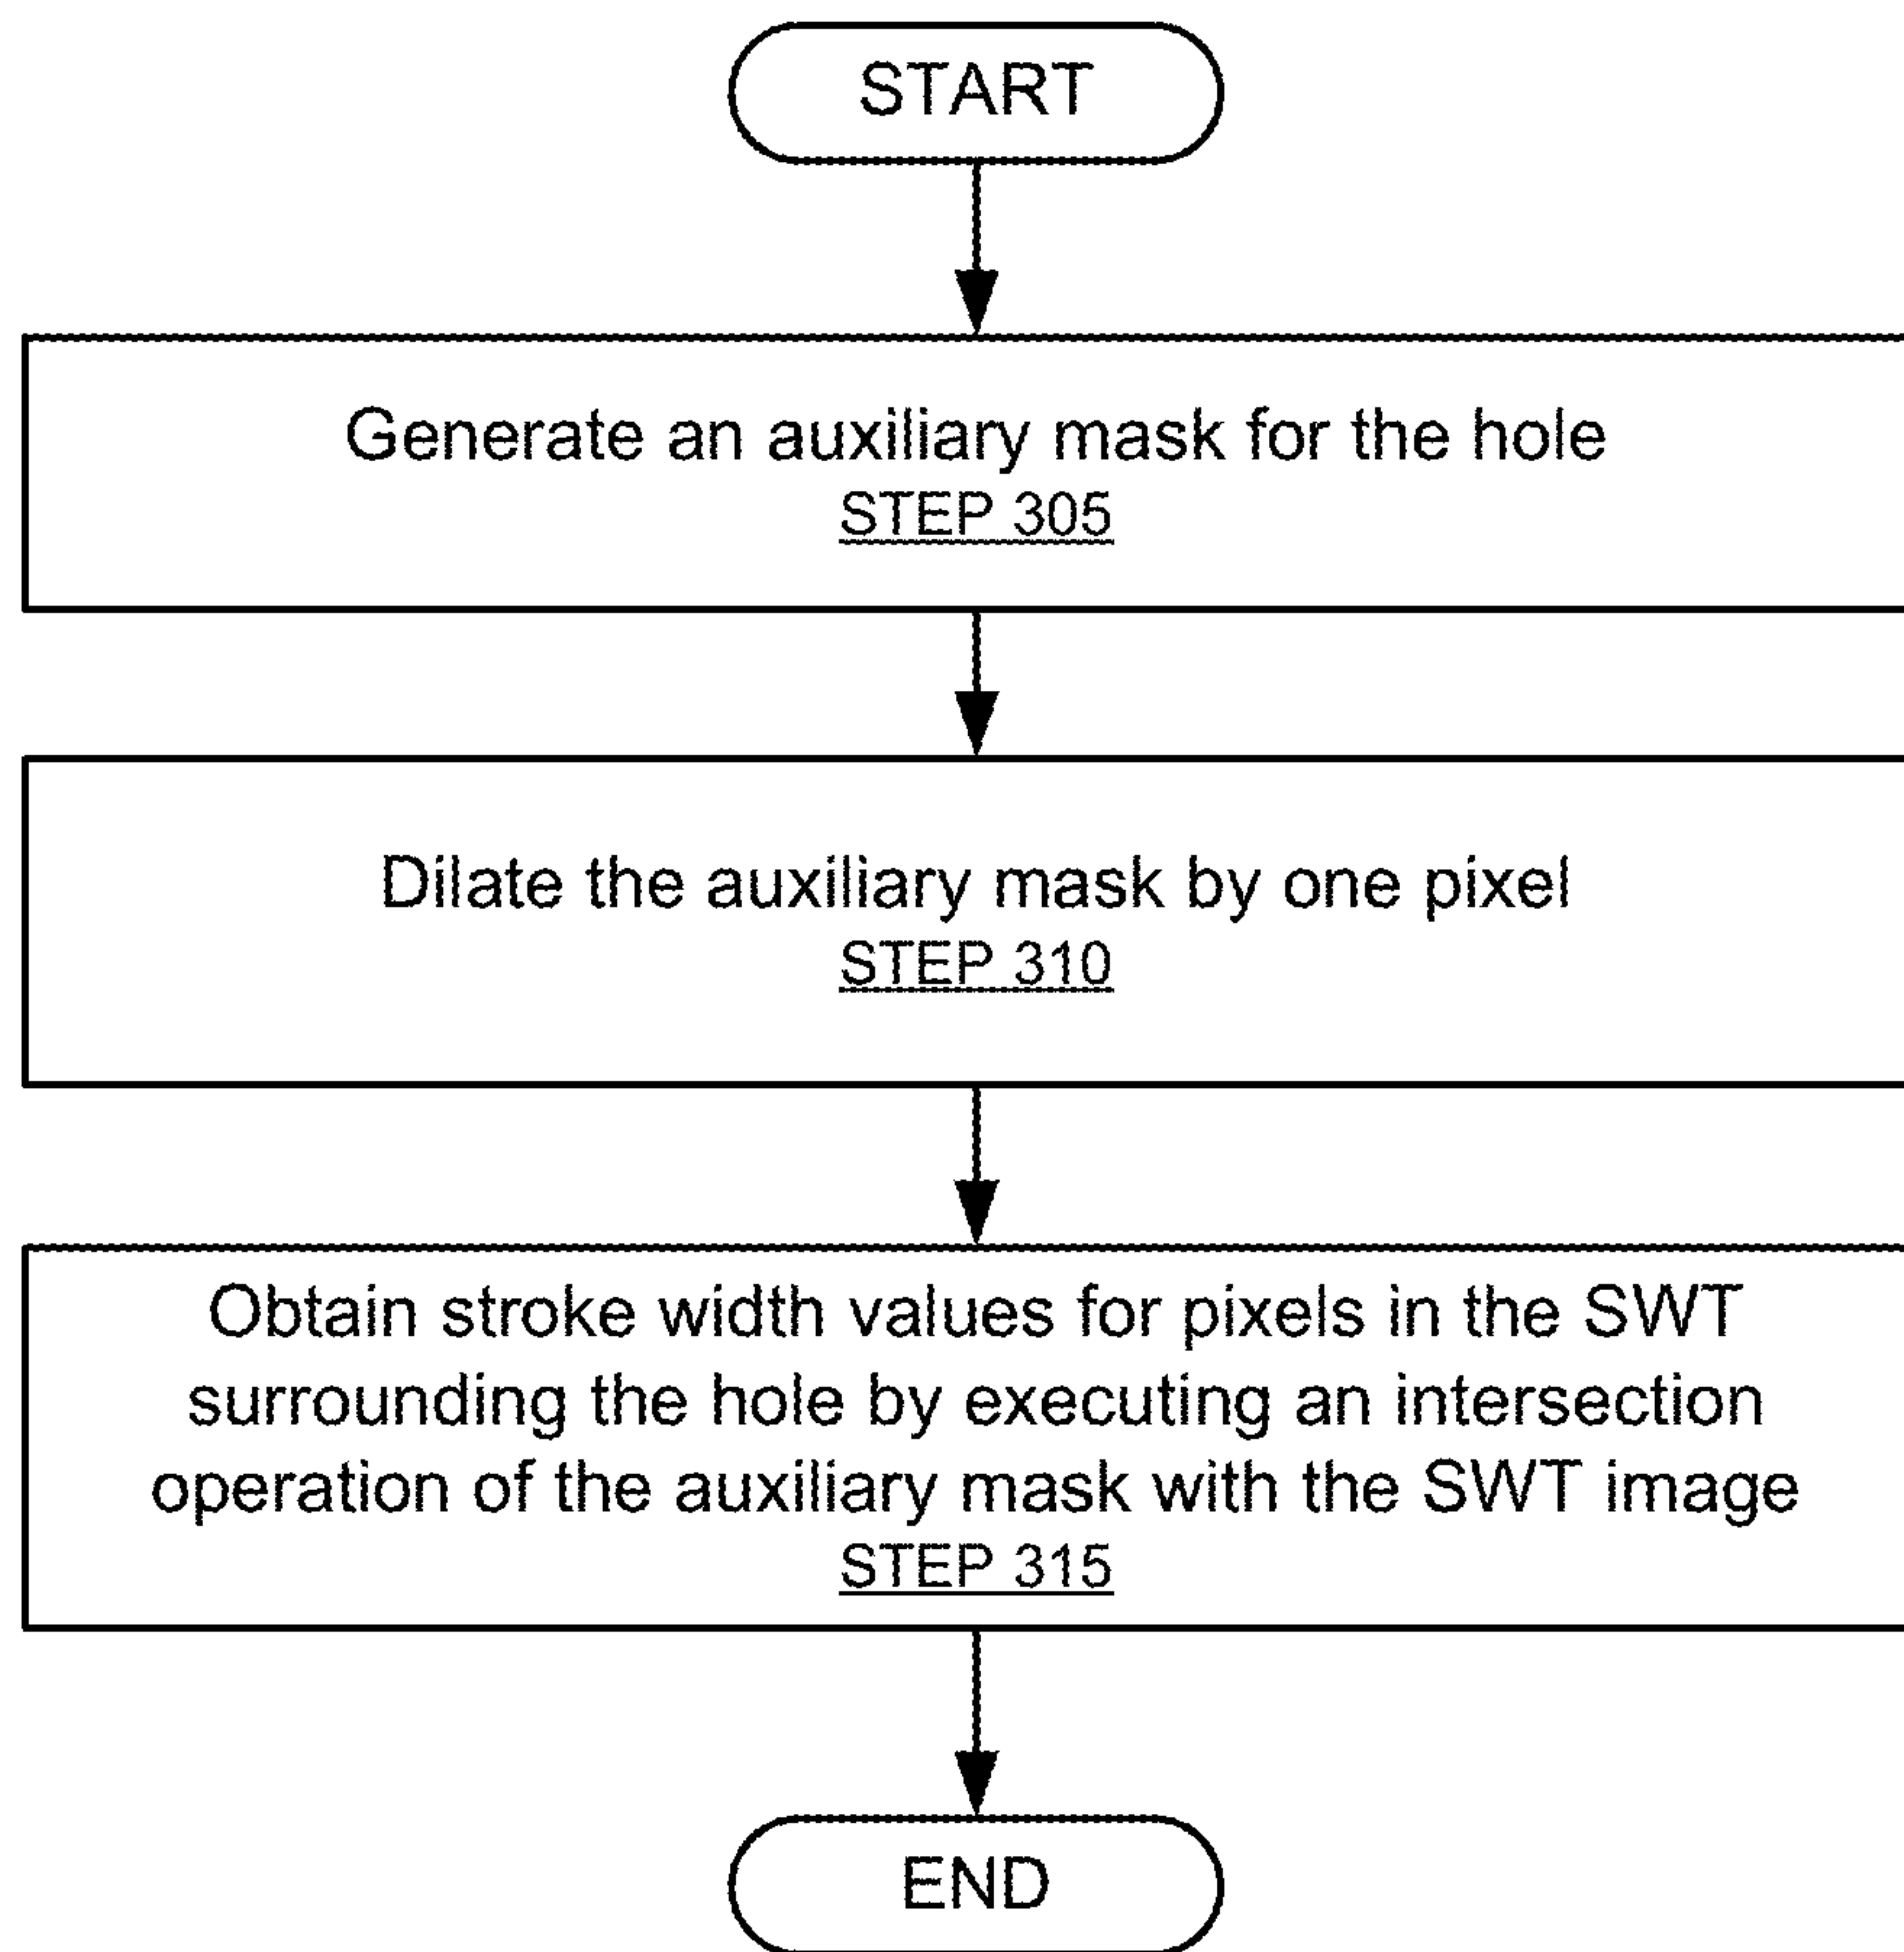 START
Generate an auxiliary mask for the hole
STEP 305
Dilate the auxiliary mask by one pixel
STEP 310
Obtain stroke width values for pixels in the SWT
surrounding the hole by executing an intersection
operation of the auxiliary mask with the SWT image
STEP 315
END